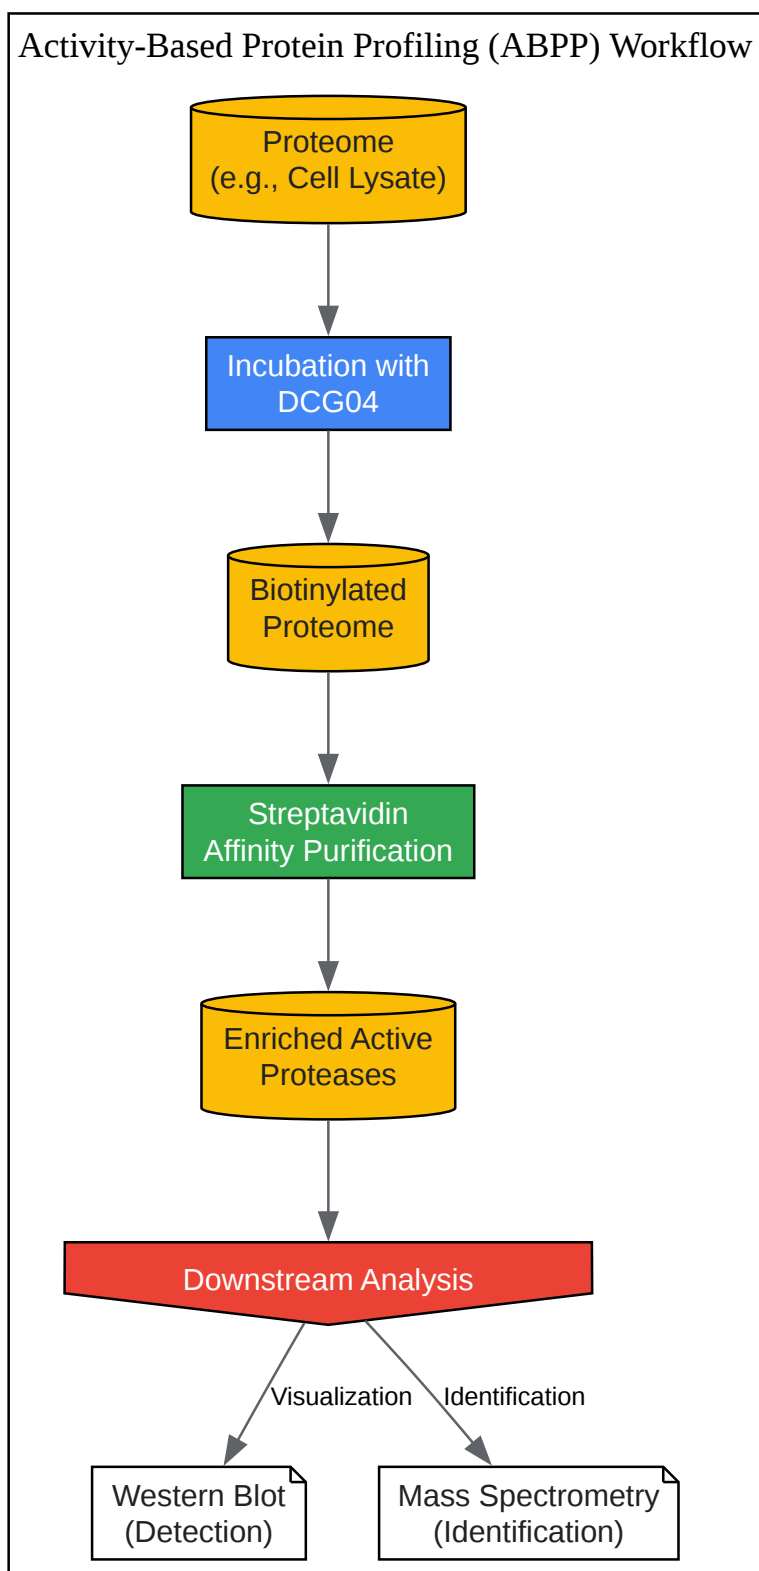 Activity-Based Protein Profiling (ABPP) Workflow
Proteome
(e.g., Cell Lysate)
Incubation with
DCG04
Biotinylated
Proteome
Streptavidin
Affinity Purification
Enriched Active
Proteases
Downstream Analysis
Visualization
Identification
Western Blot
(Detection)
Mass Spectrometry
(Identification)